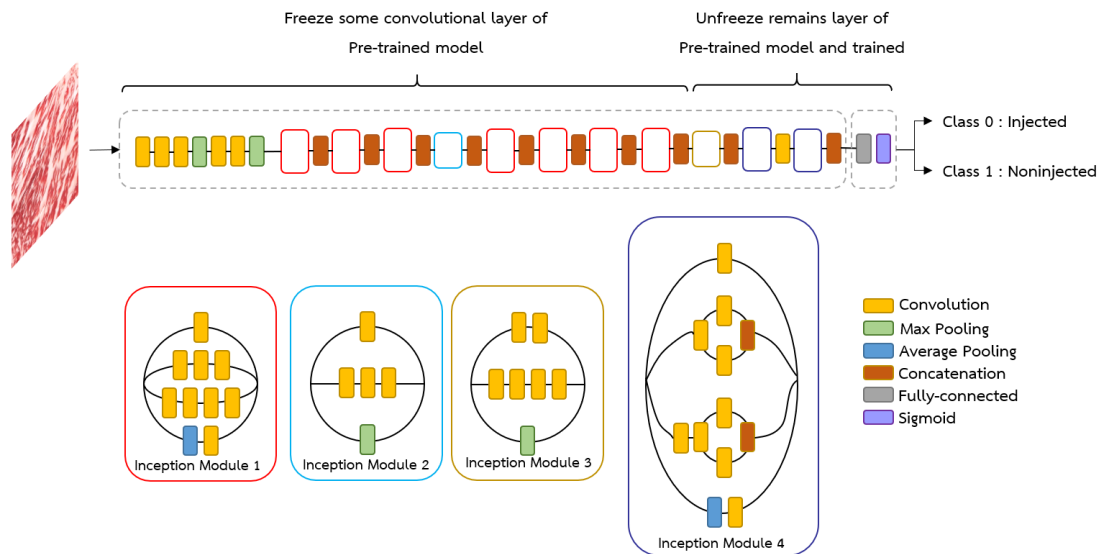 Freeze some convolutional layer of
Pre-trained model
Unfreeze remains layer of
Pre-trained model and trained
Class 0 : Injected
Class 1 : Noninjected
Inception Module 1
Inception Module 2
Inception Module 3
Inception Module 4
Convolution
Max Pooling
Average Pooling
Concatenation
Fully-connected
Sigmoid